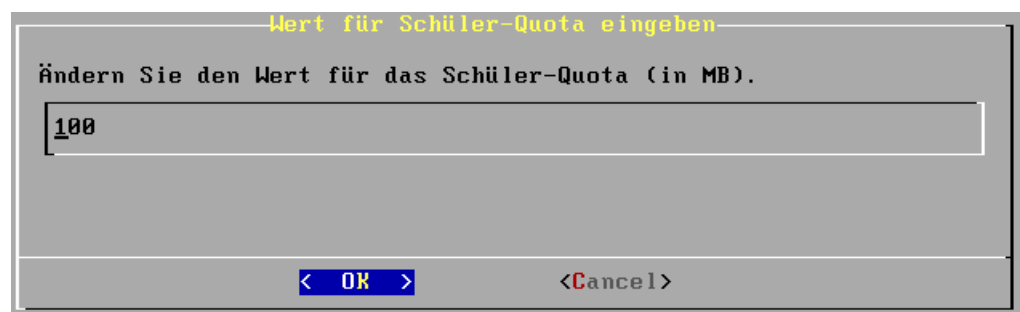 Wert für Schüler-Quota eingeben
Ändern Sie den Wert für das Schüler-Quota (in MB).
100
< OK > <Cancel>